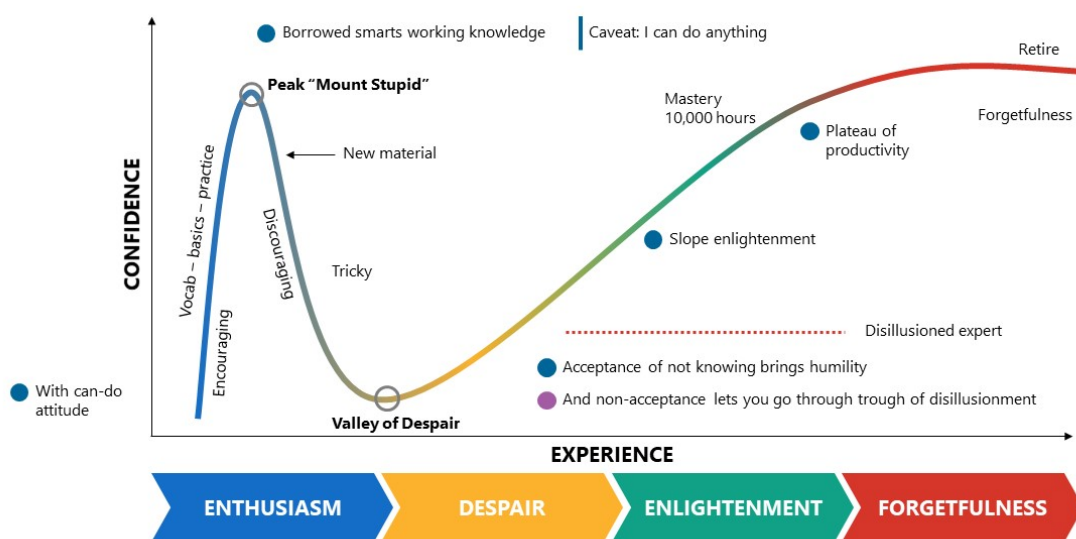 Borrowed smarts working knowledge
Caveat: I can do anything
Retire
Peak “Mount Stupid”
Mastery
10,000 hours
Forgetfulness
Plateau of
productivity
New material
Vocab – basics – practice
Encouraging
Discouraging
Tricky
Slope enlightenment
CONFIDENCE
Disillusioned expert
Acceptance of not knowing brings humility
With can-do
attitude
And non-acceptance lets you go through trough of disillusionment
Valley of Despair
EXPERIENCE
ENTHUSIASM
DESPAIR
ENLIGHTENMENT
FORGETFULNESS